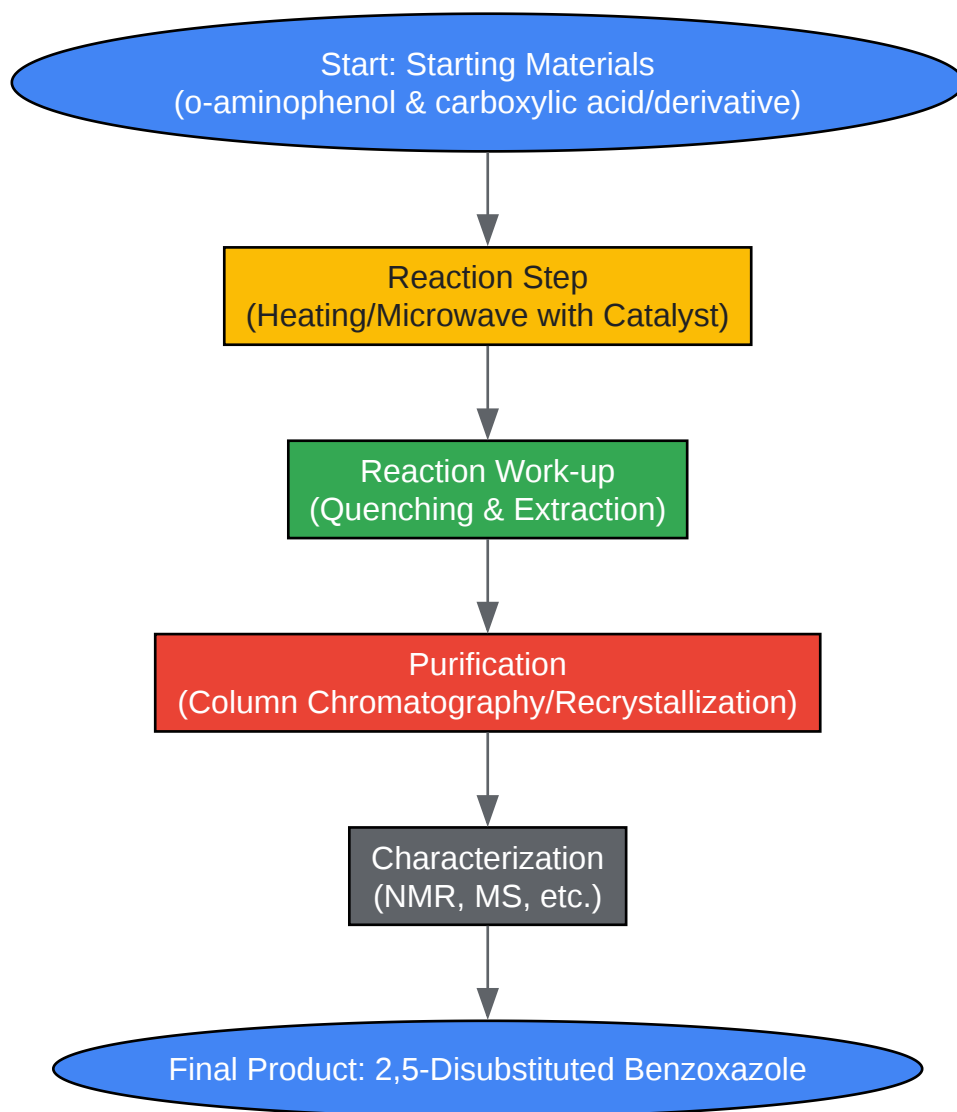 Start: Starting Materials
(o-aminophenol & carboxylic acid/derivative)
Reaction Step
(Heating/Microwave with Catalyst)
Reaction Work-up
(Quenching & Extraction)
Purification
(Column Chromatography/Recrystallization)
Characterization
(NMR, MS, etc.)
Final Product: 2,5-Disubstituted Benzoxazole